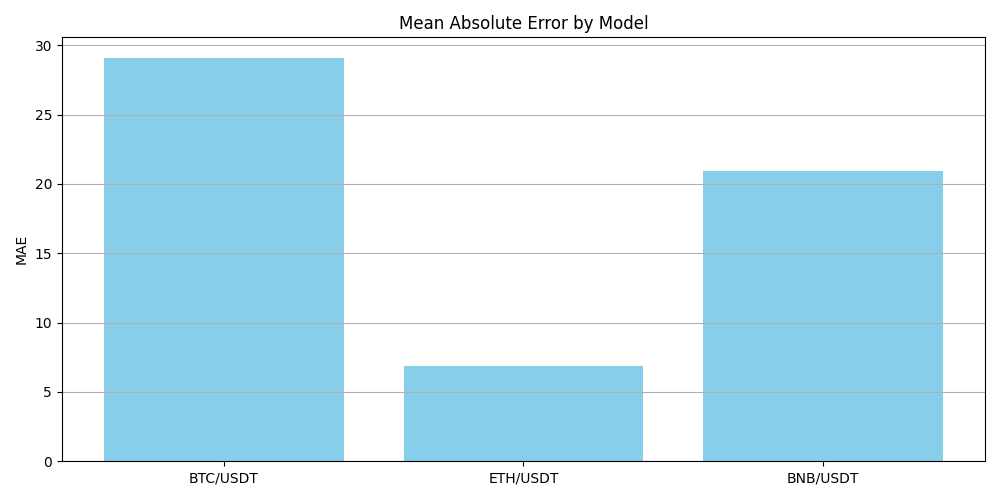 Mean Absolute Error by Model
MAE
30
25
20
15
10
5
0
BTC/USDT
ETH/USDT
BNB/USDT